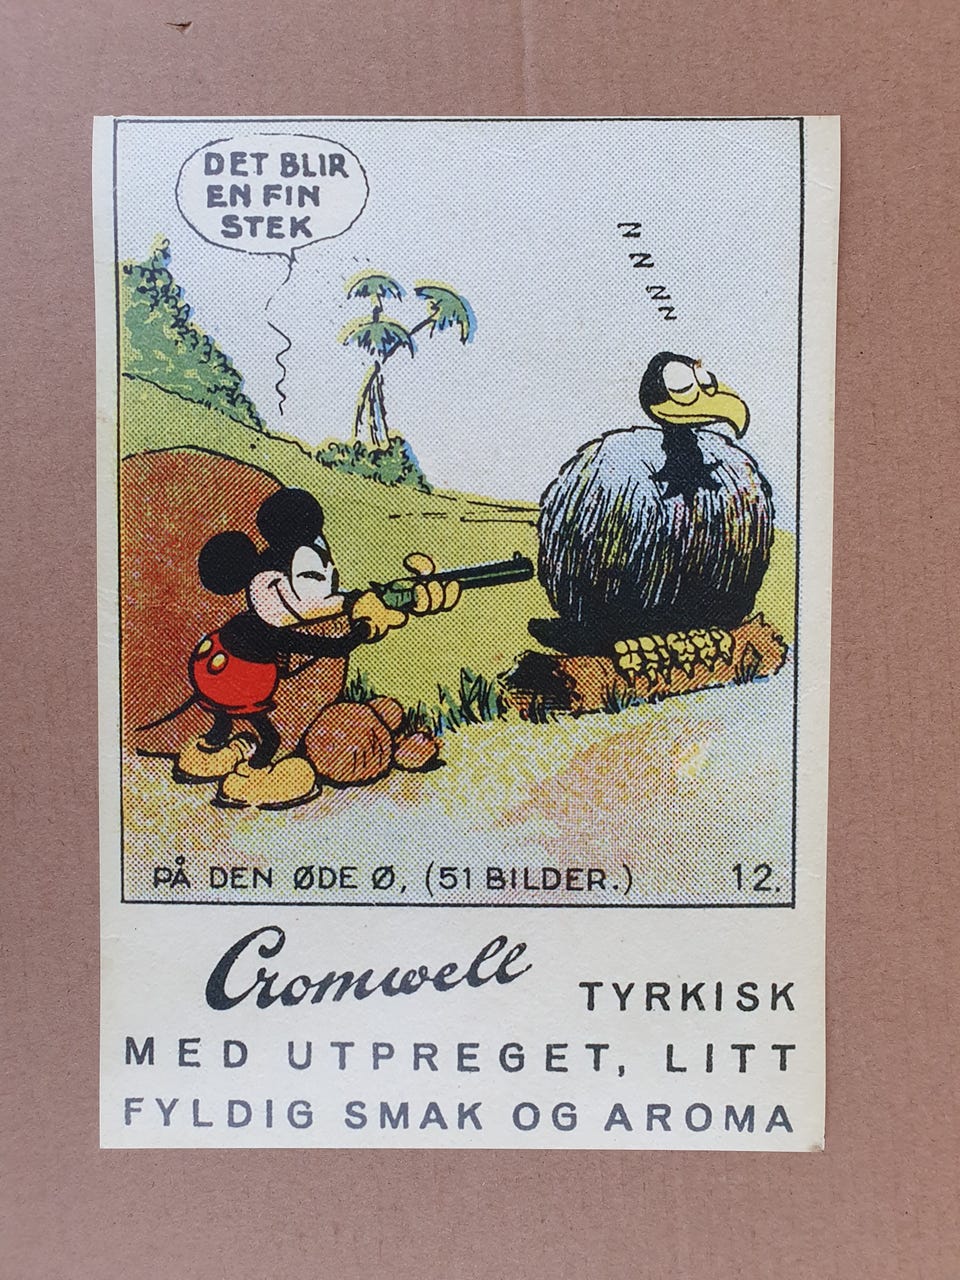 DET BLIR
EN FIN
STEK
Z
Z
Z
Z
PÅ DEN ØDE Ø, (51 BILDER.) 12.
Cromwell TYRKISK
MED UTPREGET, LITT
FYLDIG SMAK OG AROMA